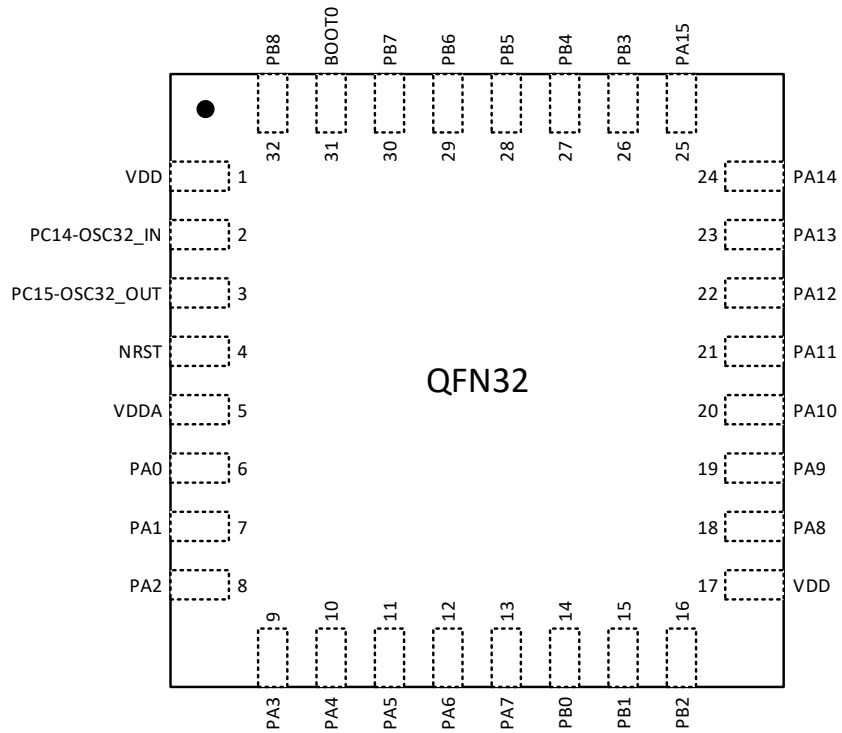 PB8 BOOT0 PB7 PB6 PB5 PB4 PB3 PA15
32 31 30 29 28 27 26 25
VDD 1 24 PA14
PC14-OSC32_IN 2 23 PA13
PC15-OSC32_OUT 3 22 PA12
NRST 4 21 PA11
QFN32
VDDA 5 20 PA10
PA0 6 19 PA9
PA1 7 18 PA8
PA2 8 17 VDD
9 10 11 12 13 14 15 16
PA3 PA4 PA5 PA6 PA7 PB0 PB1 PB2